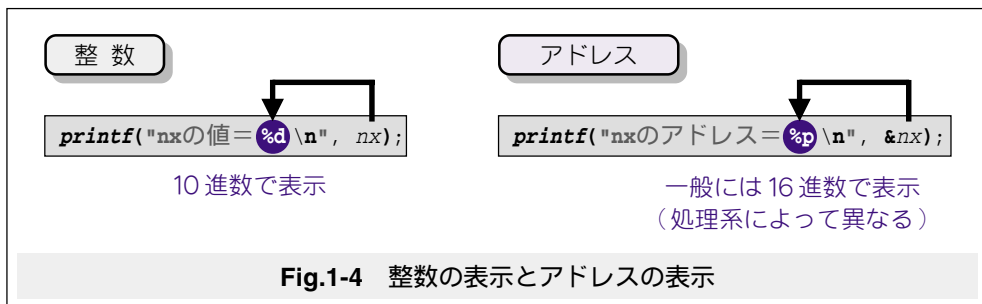 整 数
printf("nxの値＝%d\n", nx);
10 進数で表示
アドレス
printf("nxのアドレス＝%p\n", &nx);
一般には 16 進数で表示
（処理系によって異なる）
Fig.1-4 整数の表示とアドレスの表示